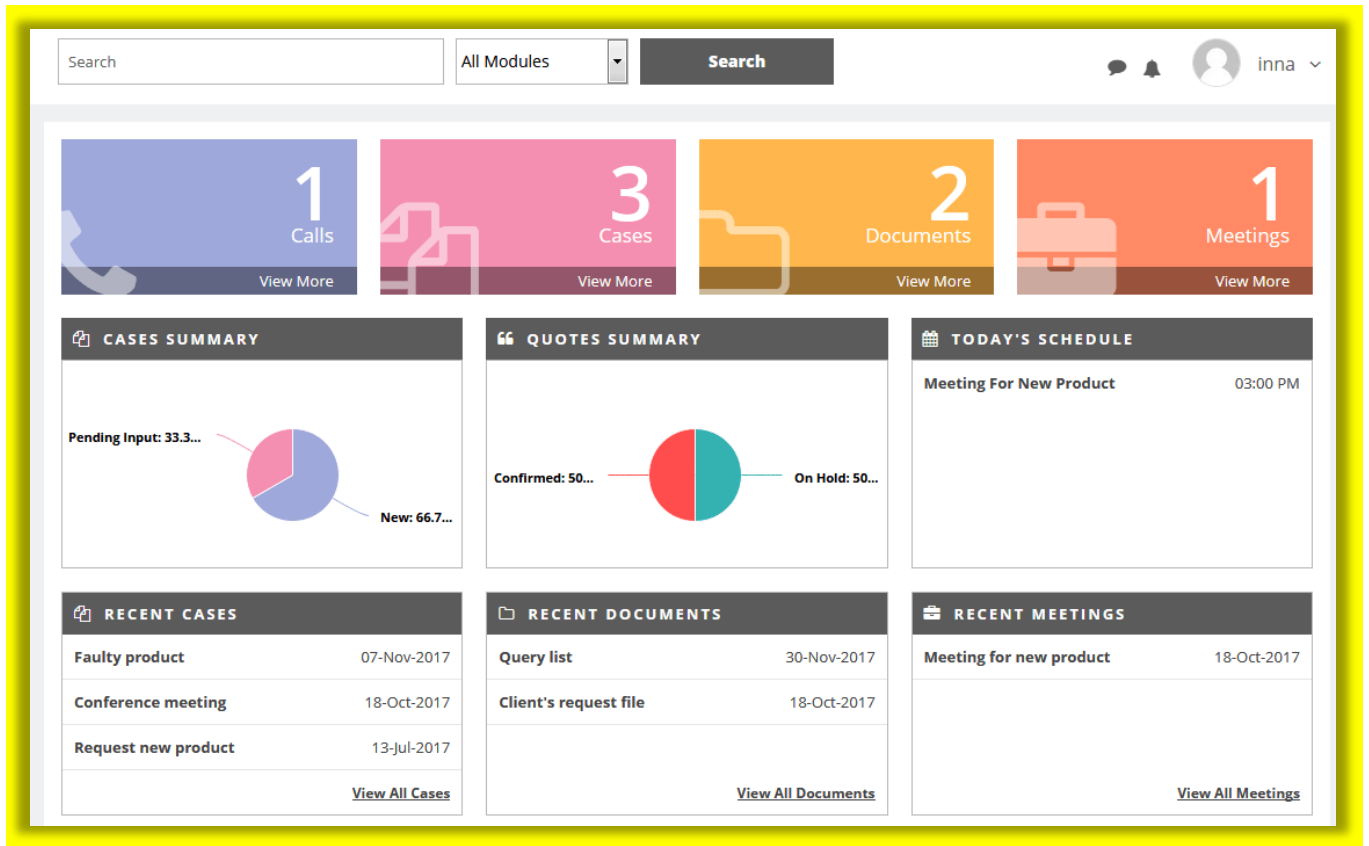 Search All Modules Search inna
1 3 2 1
Calls Cases Documents Meetings
View More View More View More View More
CASES SUMMARY
Pending Input: 33.3...
New: 66.7...
QUOTES SUMMARY
Confirmed: 50...
On Hold: 50...
TODAY'S SCHEDULE
Meeting For New Product 03:00 PM
RECENT CASES
Faulty product 07-Nov-2017
Conference meeting 18-Oct-2017
Request new product 13-Jul-2017
View All Cases
RECENT DOCUMENTS
Query list 30-Nov-2017
Client's request file 18-Oct-2017
View All Documents
RECENT MEETINGS
Meeting for new product 18-Oct-2017
View All Meetings